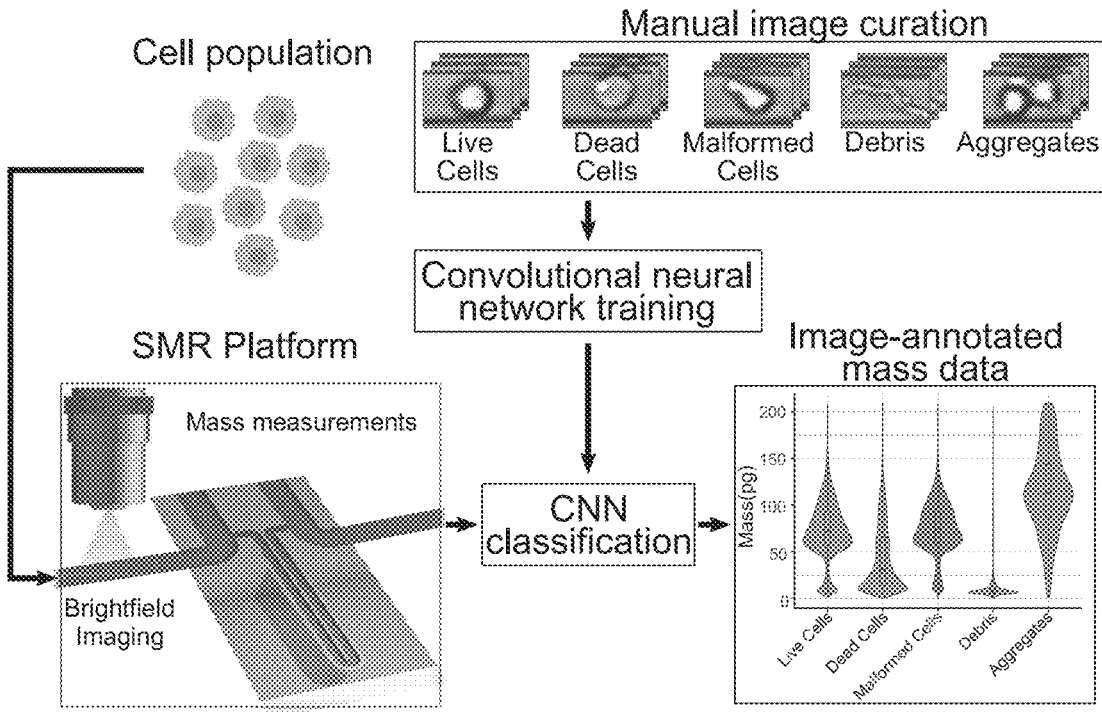 Cell population
Manual image curation
Live
Cells
Dead
Cells
Malformed
Cells
Debris
Aggregates
Convolutional neural
network training
SMR Platform
Mass measurements
Brightfield
Imaging
CNN
classification
Image-annotated
mass data
Mass(pg)
200
150
100
50
0
Live Cells
Dead Cells
Malformed Cells
Debris
Aggregates